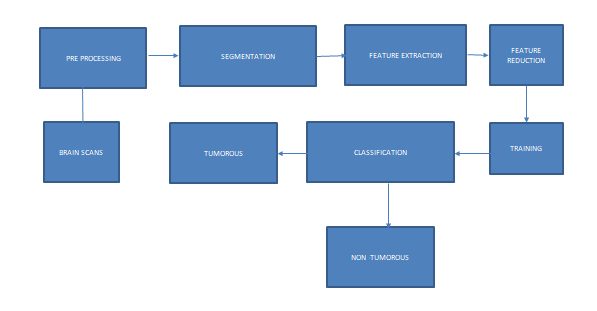 PRE PROCESSING
SEGMENTATION
FEATURE EXTRACTION
FEATURE
REDUCTION
BRAIN SCANS
TUMOROUS
CLASSIFICATION
TRAINING
NON TUMOROUS